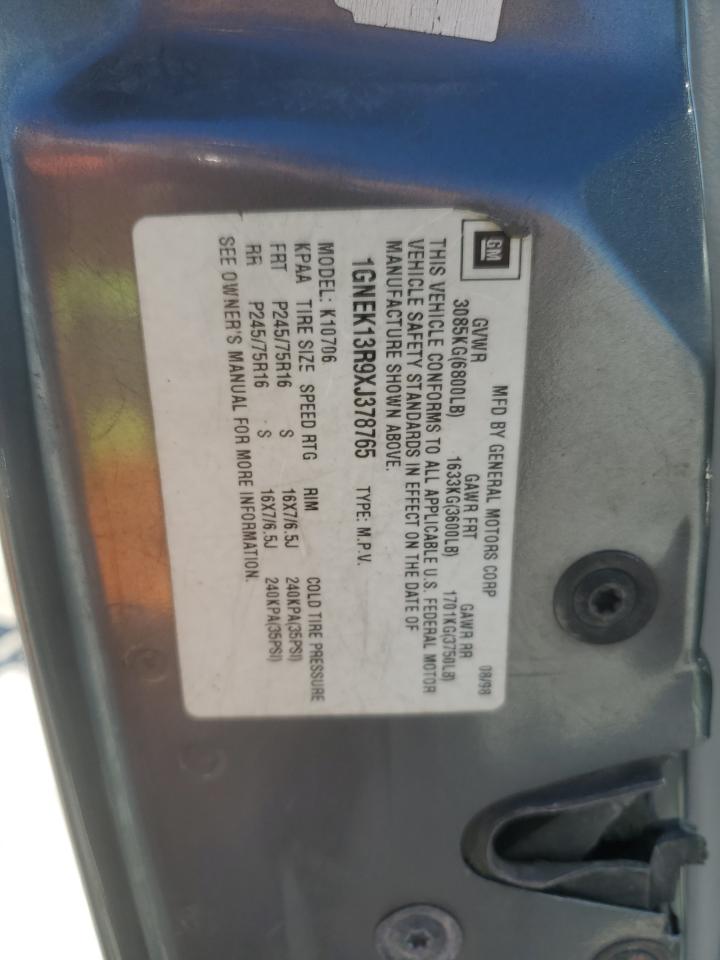 GM
MFD BY GENERAL MOTORS CORP 08/98
GVWR GAWR FRT GAWR RR
3085KG(6800LB) 1633KG(3600LB) 1701KG(3750LB)
THIS VEHICLE CONFORMS TO ALL APPLICABLE U.S. FEDERAL MOTOR
VEHICLE SAFETY STANDARDS IN EFFECT ON THE DATE OF
MANUFACTURE SHOWN ABOVE.
1GNEK13R9XJ378765 TYPE: M.P.V.
MODEL: K10706
KPAA TIRE SIZE SPEED RTG RIM COLD TIRE PRESSURE
FRT P245/75R16 S 16X7/6.5J 240KPA(35PSI)
RR P245/75R16 S 16X7/6.5J 240KPA(35PSI)
SEE OWNER'S MANUAL FOR MORE INFORMATION.